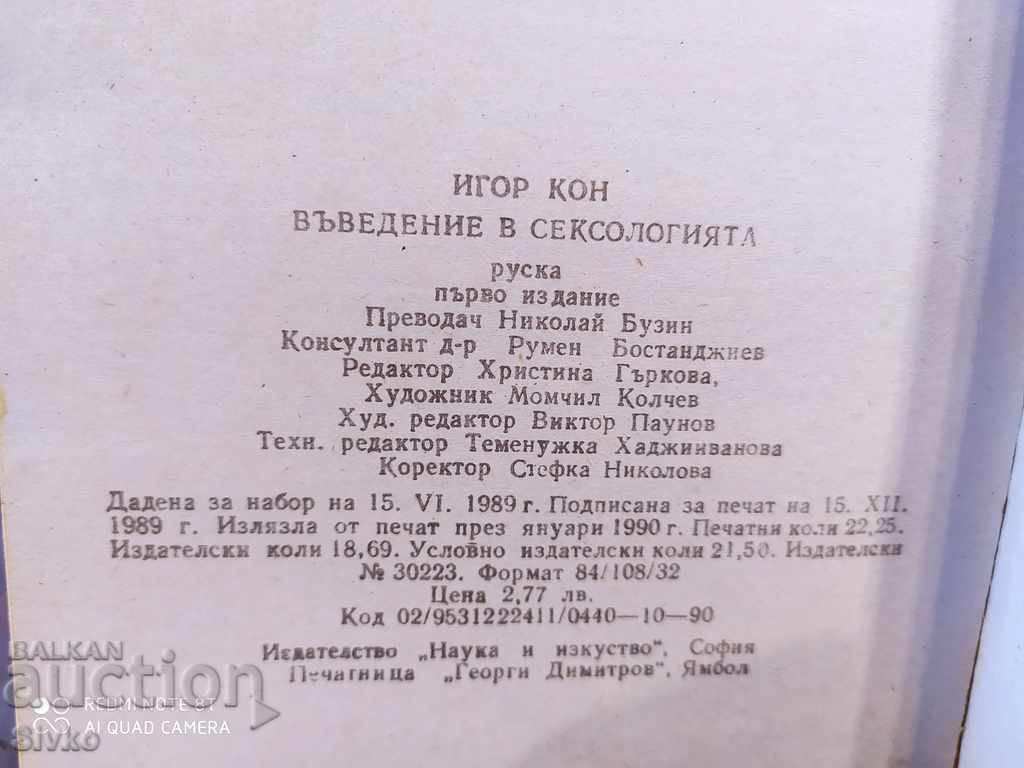 ИГОР КОН
ВЪВЕДЕНИЕ В СЕКСОЛОГИЯТА
руска
първо издание
Преводач Николай Бузин
Консултант д-р Румен Бостанджиев
Редактор Христина Гъркова,
Художник Момчил Колчев
Худ. редактор Виктор Паунов
Техн. редактор Теменужка Хаджииванова
Коректор Стефка Николова
Дадена за набор на 15. VI. 1989 г. Подписана за печат на 15. XII.
1989 г. Излязла от печат през януари 1990 г. Печатни коли 22,25.
Издателски коли 18,69. Условно издателски коли 21,50. Издателски
№ 30223. Формат 84/108/32
Цена 2,77 лв.
Код 02/9531222411/0440—10—90
Издателство „Наука и изкуство“, София
Печатница „Георги Димитров“, Ямбол
BALKAN
auction
REDMI NOTE 8T
AI QUAD CAMERA
Sivko